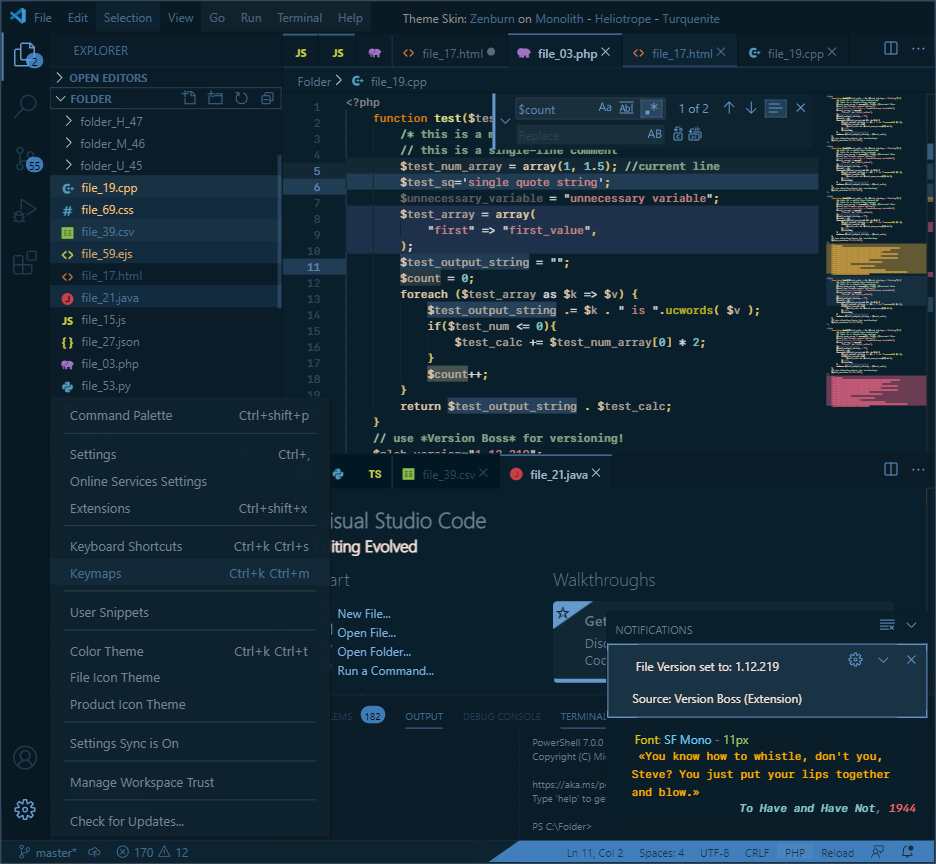 File Edit Selection View Go Run Terminal Help Theme Skin: Zenburn on Monolith - Heliotrope - Turquenite
2
EXPLORER
JS JS file_17.html file_03.php file_17.html file_19.cpp
OPEN EDITORS
FOLDER
Folder > file_19.cpp
folder_H_47
folder_M_46
folder_U_45
55
file_19.cpp
file_69.css
file_39.csv
file_59.ejs
file_17.html
file_21.java
JS file_15.js
file_27.json
file_03.php
file_53.py
$count Aa Ab 1 of 2
Replace AB
1 <?php
2 function test($tes
3 /* this is a m
4 // this is a single-line comment
5 $test_num_array = array(1, 1.5); //current line
6 $test_sq='single quote string';
7 $unnecessary_variable = "unnecessary variable";
8 $test_array = array(
9 "first" => "first_value",
10 );
11 $test_output_string = "";
12 $count = 0;
13 foreach ($test_array as $k => $v) {
14 $test_output_string .= $k . " is ".ucwords( $v );
15 if($test_num <= 0){
16 $test_calc += $test_num_array[0] * 2;
17 }
18 $count++;
19 }
return $test_output_string . $test_calc;
}
// use *Version Boss* for versioning!
$glob_version="1.12.219";
Command Palette Ctrl+shift+p
Settings Ctrl+,
Online Services Settings
Extensions Ctrl+shift+x
Keyboard Shortcuts Ctrl+k Ctrl+s
Keymaps Ctrl+k Ctrl+m
User Snippets
Color Theme Ctrl+k Ctrl+t
File Icon Theme
Product Icon Theme
Settings Sync is On
Manage Workspace Trust
Check for Updates...
TS file_39.csv file_21.java
isual Studio Code
iting Evolved
art
New File...
Open File...
Open Folder...
Run a Command...
Walkthroughs
Get
Disc
Coc
NOTIFICATIONS
File Version set to: 1.12.219
Source: Version Boss (Extension)
EMS 182 OUTPUT DEBUG CONSOLE TERMINAL
PowerShell 7.0.0
Copyright (C) Mi
https://aka.ms/p
Type 'help' to get
PS C:\Folder>
Font: SF Mono - 11px
«You know how to whistle, don't you,
Steve? You just put your lips together
and blow.»
To Have and Have Not, 1944
master* 170 12 Ln 11, Col 2 Spaces: 4 UTF-8 CRLF PHP Reload